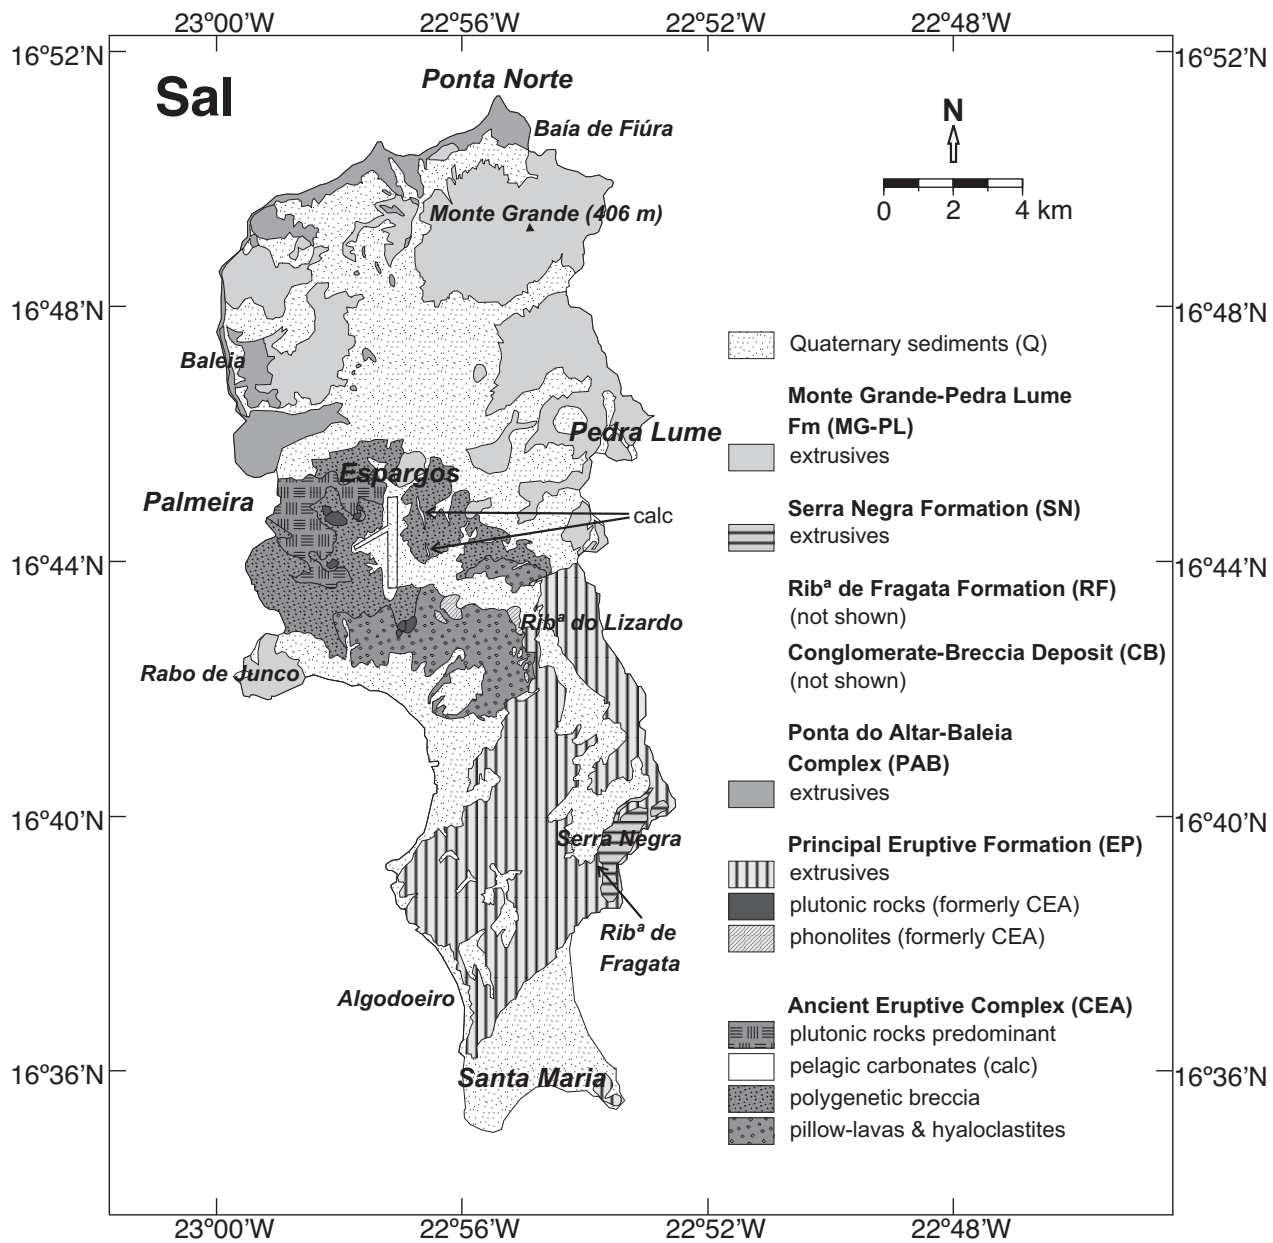 23°00'W 22°56'W 22°52'W 22°48'W
16°52'N 16°52'N
Sal
Ponta Norte
Baía de Fiúra
N
Monte Grande (406 m)
0 2 4 km
16°48'N 16°48'N
Baleia
Quaternary sediments (Q)
Monte Grande-Pedra Lume
Fm (MG-PL)
extrusives
Pedra Lume
Espargos
Palmeira
calc
Serra Negra Formation (SN)
extrusives
16°44'N 16°44'N
Ribª de Fragata Formation (RF)
(not shown)
Ribª do Lizardo
Conglomerate-Breccia Deposit (CB)
(not shown)
Rabo de Junco
Ponta do Altar-Baleia
Complex (PAB)
extrusives
16°40'N 16°40'N
Serra Negra
Principal Eruptive Formation (EP)
extrusives
plutonic rocks (formerly CEA)
phonolites (formerly CEA)
Ribª de
Fragata
Algodoeiro
Ancient Eruptive Complex (CEA)
plutonic rocks predominant
pelagic carbonates (calc)
polygenetic breccia
pillow-lavas & hyaloclastites
16°36'N 16°36'N
Santa Maria
23°00'W 22°56'W 22°52'W 22°48'W